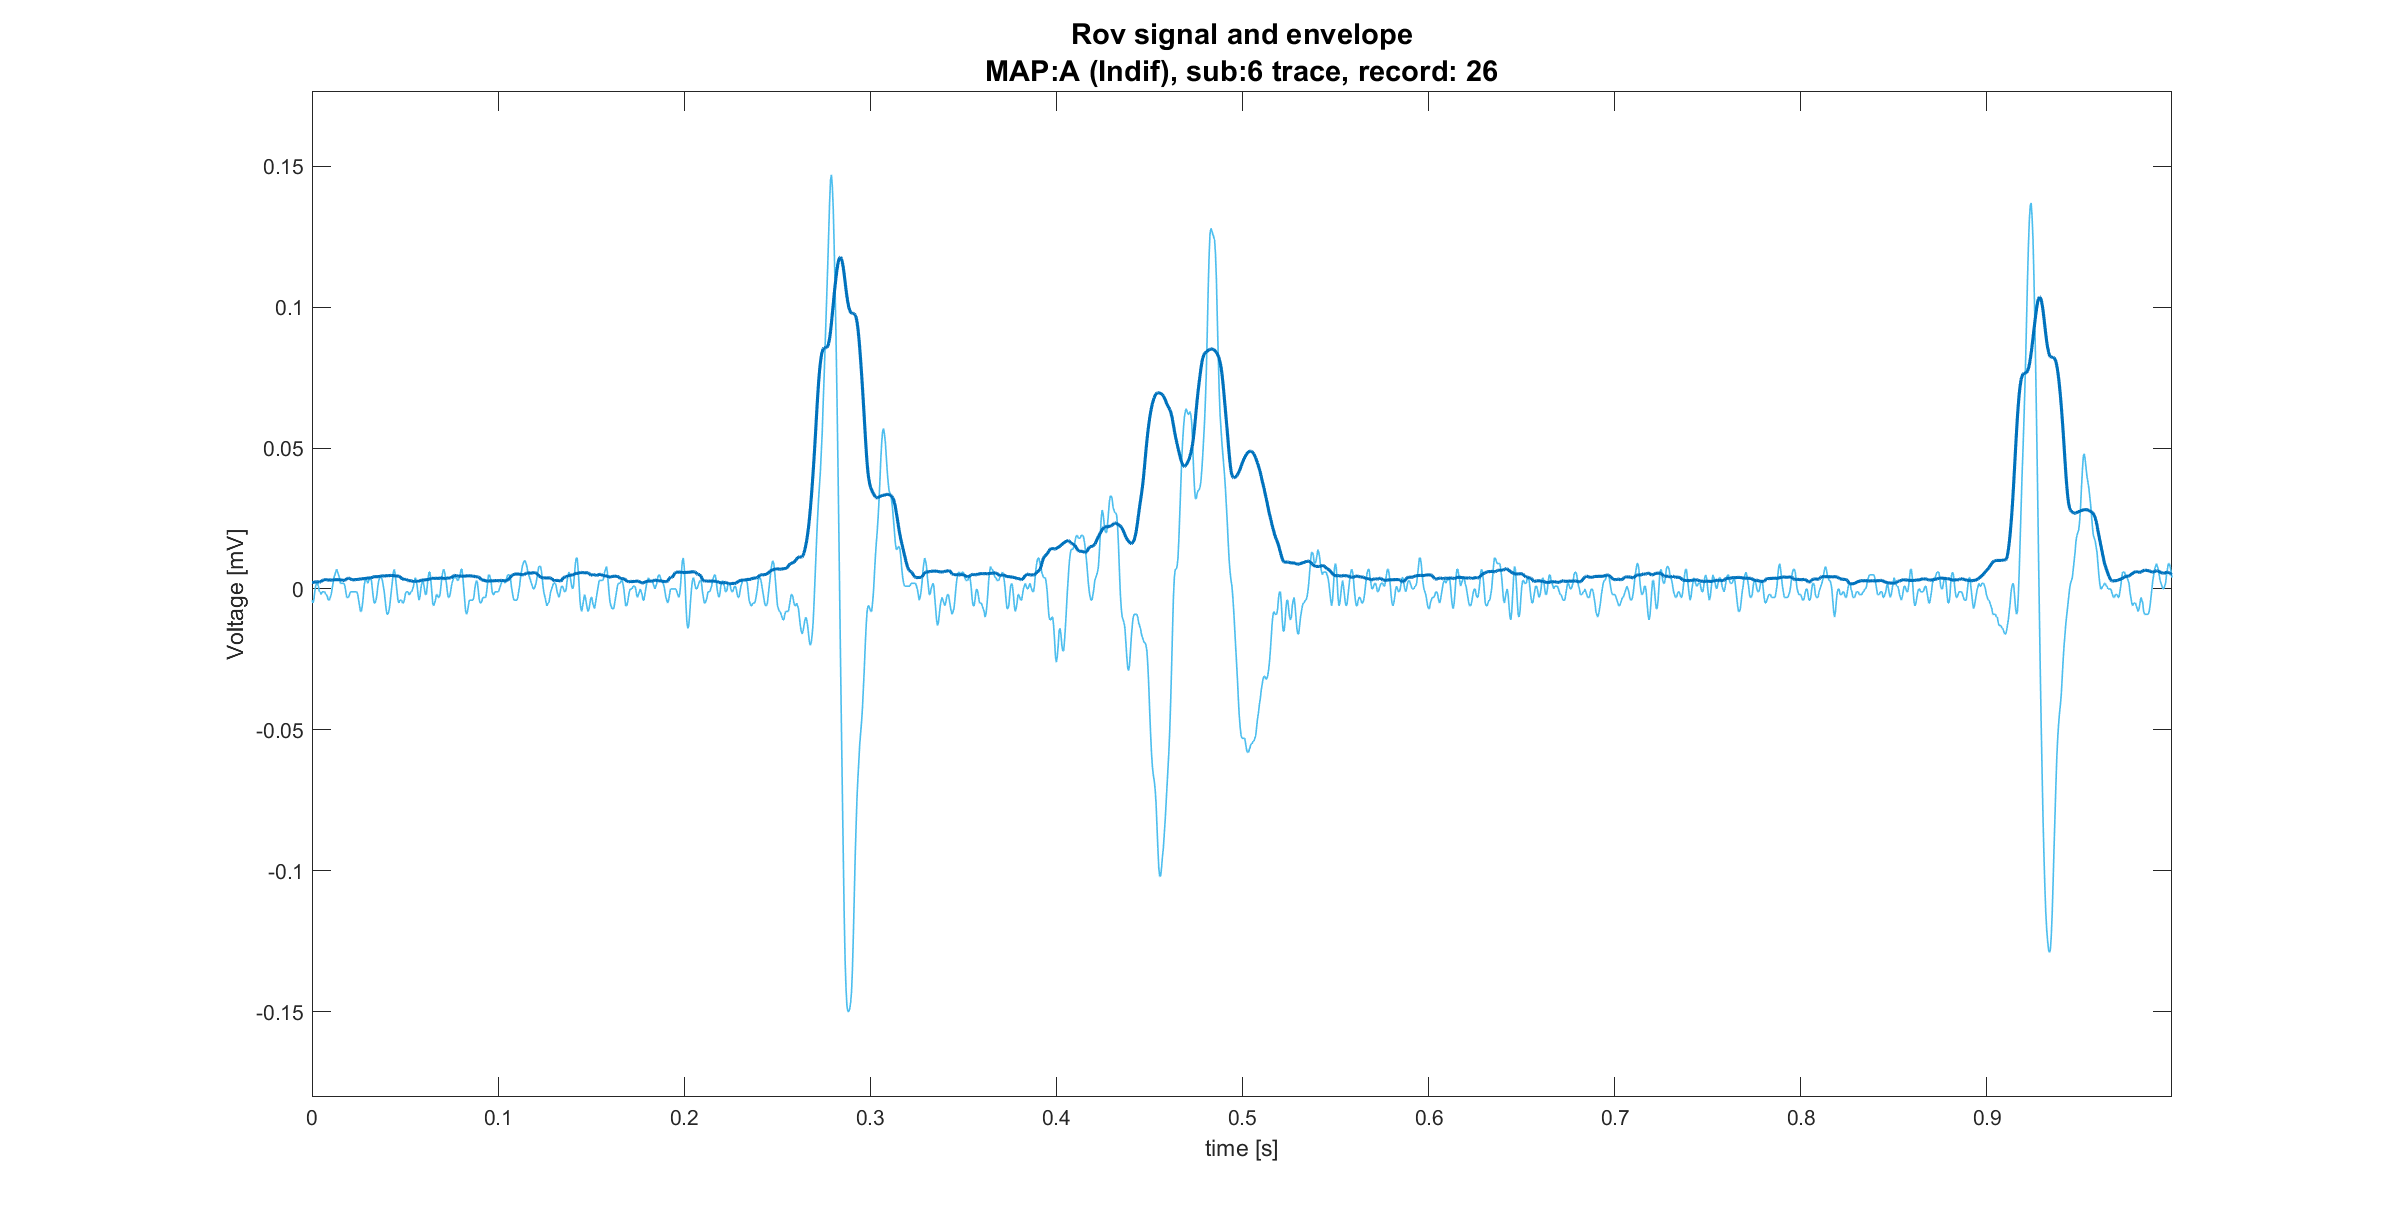 Rov signal and envelope
MAP:A (Indif), sub:6 trace, record: 26
0.15
0.1
0.05
0
-0.05
-0.1
-0.15
Voltage [mV]
0 0.1 0.2 0.3 0.4 0.5 0.6 0.7 0.8 0.9
time [s]